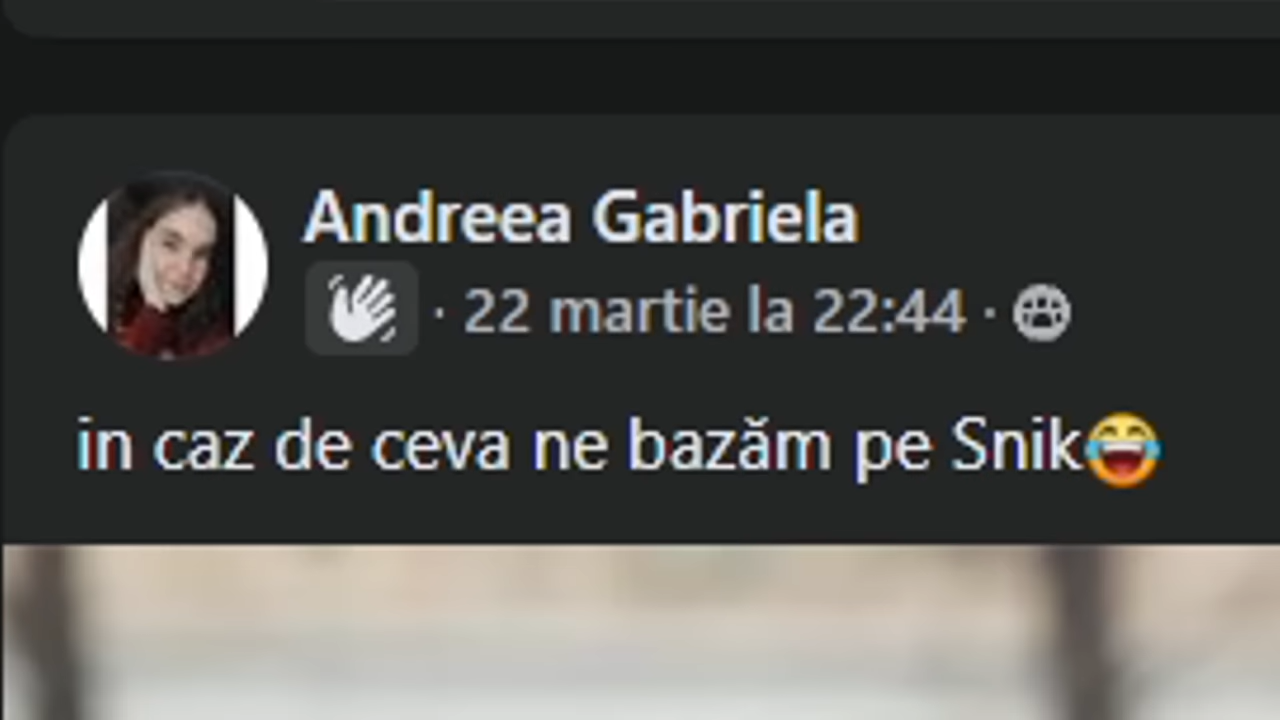 Andreea Gabriela
👋 · 22 martie la 22:44 ·
in caz de ceva ne bazăm pe Snik😂